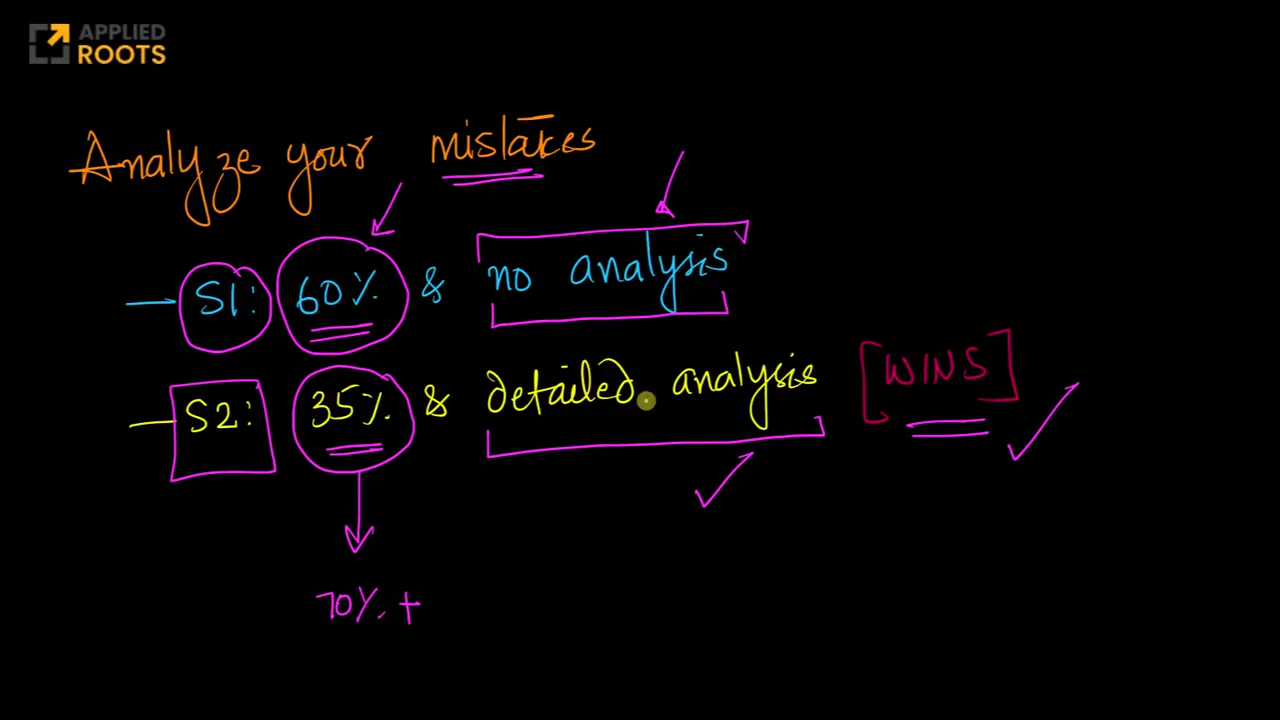 APPLIED
ROOTS
Analyze your mistakes
— S1: 60% & no analysis
— S2: 35% & detailed analysis [WINS]
70% +